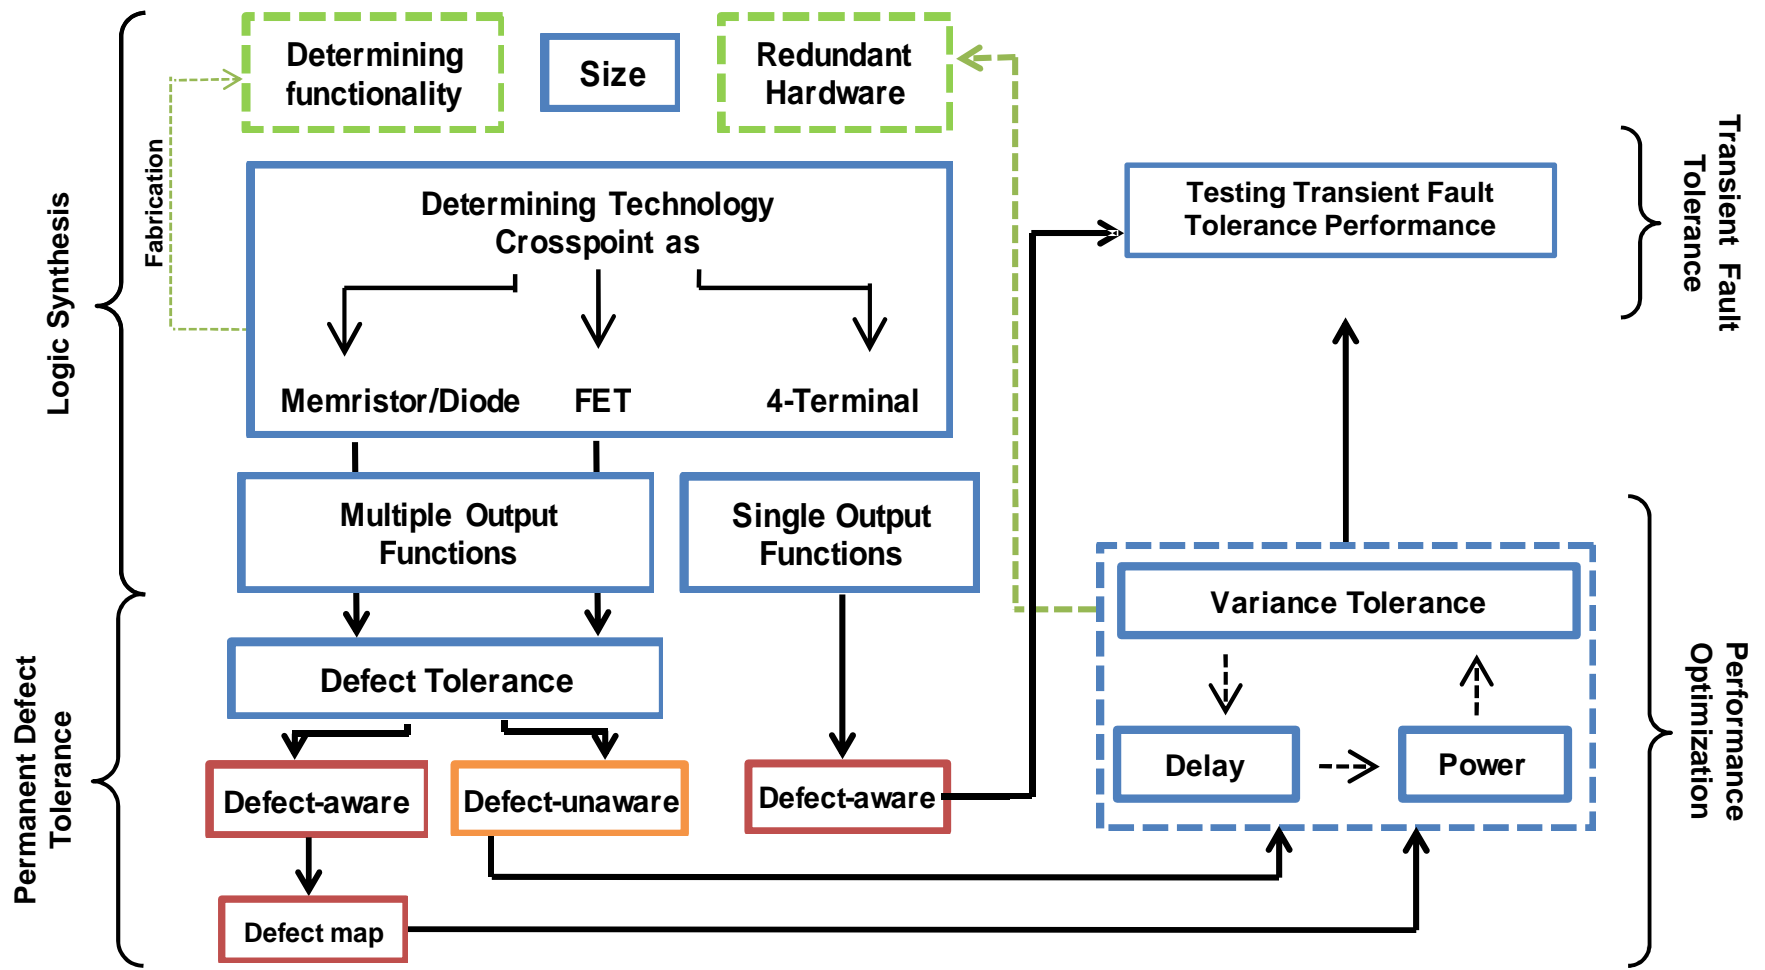 Logic Synthesis
Determining
functionality
Size
Redundant
Hardware
Fabrication
Determining Technology
Crosspoint as
Memristor/Diode
FET
4-Terminal
Multiple Output
Functions
Single Output
Functions
Permanent Defect
Tolerance
Defect Tolerance
Defect-aware
Defect-unaware
Defect-aware
Defect map
Testing Transient Fault
Tolerance Performance
Transient Fault
Tolerance
Variance Tolerance
Delay
Power
Performance
Optimization